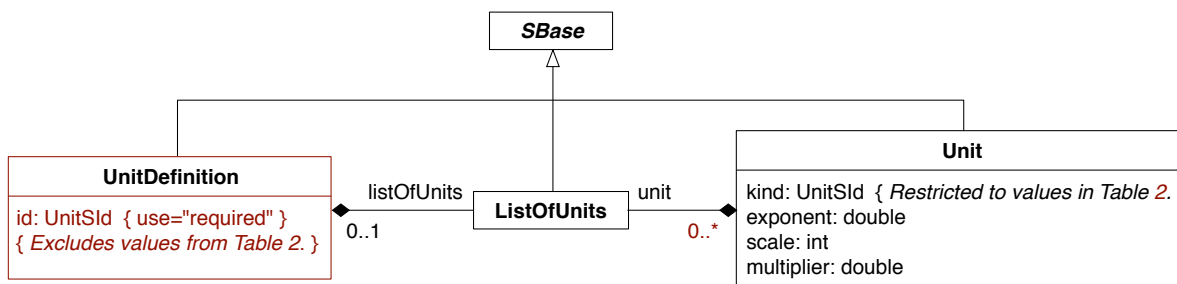 SBase
UnitDefinition
id: UnitSId { use="required" }
{ Excludes values from Table 2. }
listOfUnits
0..1
ListOfUnits
unit
0..*
Unit
kind: UnitSId { Restricted to values in Table 2.
exponent: double
scale: int
multiplier: double